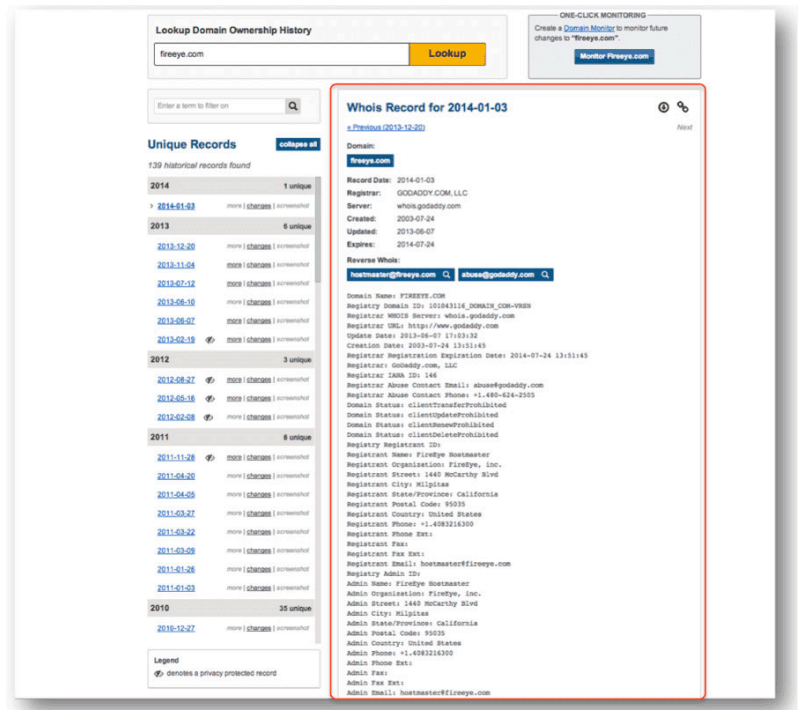 Lookup Domain Ownership History
fireeye.com
Lookup
ONE-CLICK MONITORING
Create a Domain Monitor to monitor future
changes to "fireeye.com".
Monitor Fireeye.com
Enter a term to filter on
Unique Records
collapse all
139 historical records found
2014 1 unique
› 2014-01-03 more | changes | screenshot
2013 6 unique
2013-12-20 more | changes | screenshot
2013-11-04 more | changes | screenshot
2013-07-12 more | changes | screenshot
2013-06-10 more | changes | screenshot
2013-06-07 more | changes | screenshot
2013-02-19 more | changes | screenshot
2012 3 unique
2012-08-27 more | changes | screenshot
2012-05-16 more | changes | screenshot
2012-02-08 more | changes | screenshot
2011 8 unique
2011-11-28 more | changes | screenshot
2011-04-20 more | changes | screenshot
2011-04-05 more | changes | screenshot
2011-03-27 more | changes | screenshot
2011-03-22 more | changes | screenshot
2011-03-09 more | changes | screenshot
2011-01-26 more | changes | screenshot
2011-01-03 more | changes | screenshot
2010 35 unique
2010-12-27 more | changes | screenshot
Legend
denotes a privacy protected record
Whois Record for 2014-01-03
« Previous (2013-12-20) Next
Domain:
fireeye.com
Record Date: 2014-01-03
Registrar: GODADDY.COM, LLC
Server: whois.godaddy.com
Created: 2003-07-24
Updated: 2013-06-07
Expires: 2014-07-24
Reverse Whois:
hostmaster@fireeye.com abuse@godaddy.com
Domain Name: FIREEYE.COM
Registry Domain ID: 101043116_DOMAIN_COM-VRSN
Registrar WHOIS Server: whois.godaddy.com
Registrar URL: http://www.godaddy.com
Update Date: 2013-06-07 17:03:32
Creation Date: 2003-07-24 13:51:45
Registrar Registration Expiration Date: 2014-07-24 13:51:45
Registrar: GoDaddy.com, LLC
Registrar IANA ID: 146
Registrar Abuse Contact Email: abuse@godaddy.com
Registrar Abuse Contact Phone: +1.480-624-2505
Domain Status: clientTransferProhibited
Domain Status: clientUpdateProhibited
Domain Status: clientRenewProhibited
Domain Status: clientDeleteProhibited
Registry Registrant ID:
Registrant Name: FireEye Hostmaster
Registrant Organization: FireEye, inc.
Registrant Street: 1440 McCarthy Blvd
Registrant City: Milpitas
Registrant State/Province: California
Registrant Postal Code: 95035
Registrant Country: United States
Registrant Phone: +1.4083216300
Registrant Phone Ext:
Registrant Fax:
Registrant Fax Ext:
Registrant Email: hostmaster@fireeye.com
Registry Admin ID:
Admin Name: FireEye Hostmaster
Admin Organization: FireEye, inc.
Admin Street: 1440 McCarthy Blvd
Admin City: Milpitas
Admin State/Province: California
Admin Postal Code: 95035
Admin Country: United States
Admin Phone: +1.4083216300
Admin Phone Ext:
Admin Fax:
Admin Fax Ext:
Admin Email: hostmaster@fireeye.com